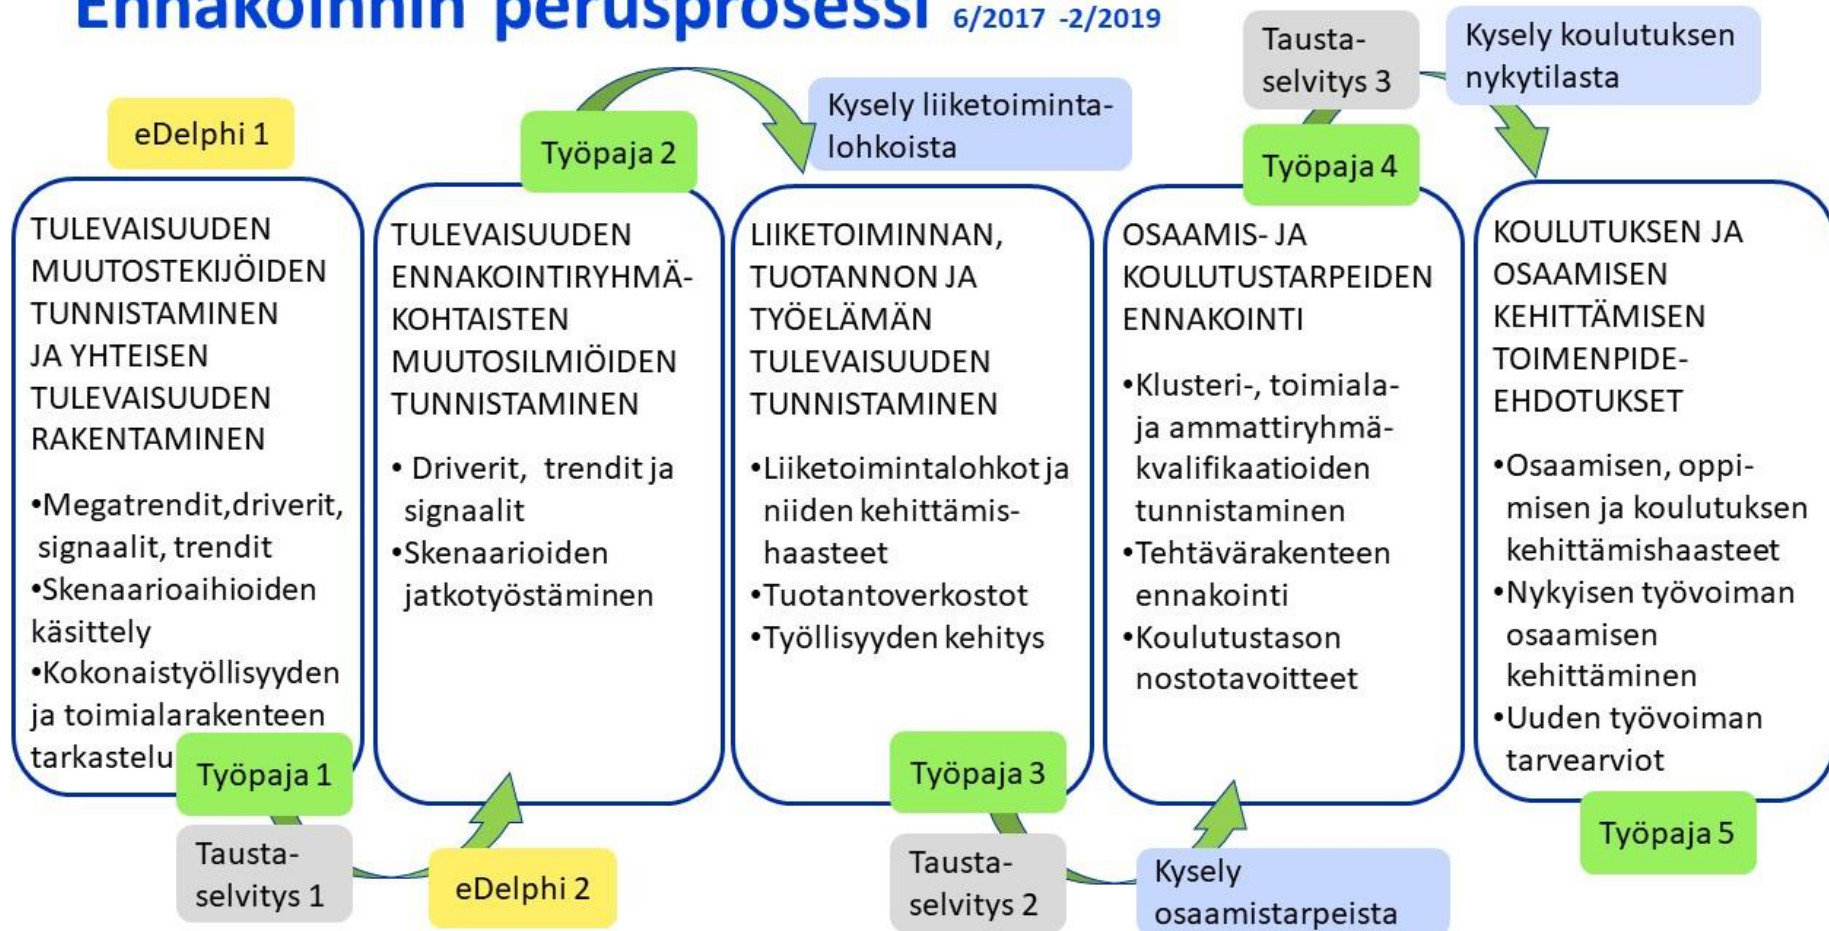 Ennakoinnin perusprosessi 6/2017 -2/2019
eDelphi 1
TULEVAISUUDEN
MUUTOSTEKIJÖIDEN
TUNNISTAMINEN
JA YHTEISEN
TULEVAISUUDEN
RAKENTAMINEN
•Megatrendit,driverit,
signaalit, trendit
•Skenaarioaihioiden
käsittely
•Kokonaistyöllisyyden
ja toimialarakenteen
tarkastelu
Työpaja 1
Tausta-
selvitys 1
eDelphi 2
Työpaja 2
TULEVAISUUDEN
ENNAKOINTIRYHMÄ-
KOHTAISTEN
MUUTOSILMIÖIDEN
TUNNISTAMINEN
• Driverit, trendit ja
signaalit
•Skenaarioiden
jatkotyöstäminen
Kysely liiketoiminta-
lohkoista
LIIKETOIMINNAN,
TUOTANNON JA
TYÖELÄMÄN
TULEVAISUUDEN
TUNNISTAMINEN
•Liiketoimintalohkot ja
niiden kehittämis-
haasteet
•Tuotantoverkostot
•Työllisyyden kehitys
Työpaja 3
Tausta-
selvitys 2
Kysely
osaamistarpeista
Tausta-
selvitys 3
Työpaja 4
OSAAMIS- JA
KOULUTUSTARPEIDEN
ENNAKOINTI
•Klusteri-, toimiala-
ja ammattiryhmä-
kvalifikaatioiden
tunnistaminen
•Tehtävärakenteen
ennakointi
•Koulutustason
nostotavoitteet
Kysely koulutuksen
nykytilasta
KOULUTUKSEN JA
OSAAMISEN
KEHITTÄMISEN
TOIMENPIDE-
EHDOTUKSET
•Osaamisen, oppi-
misen ja koulutuksen
kehittämishaasteet
•Nykyisen työvoiman
osaamisen
kehittäminen
•Uuden työvoiman
tarvearviot
Työpaja 5